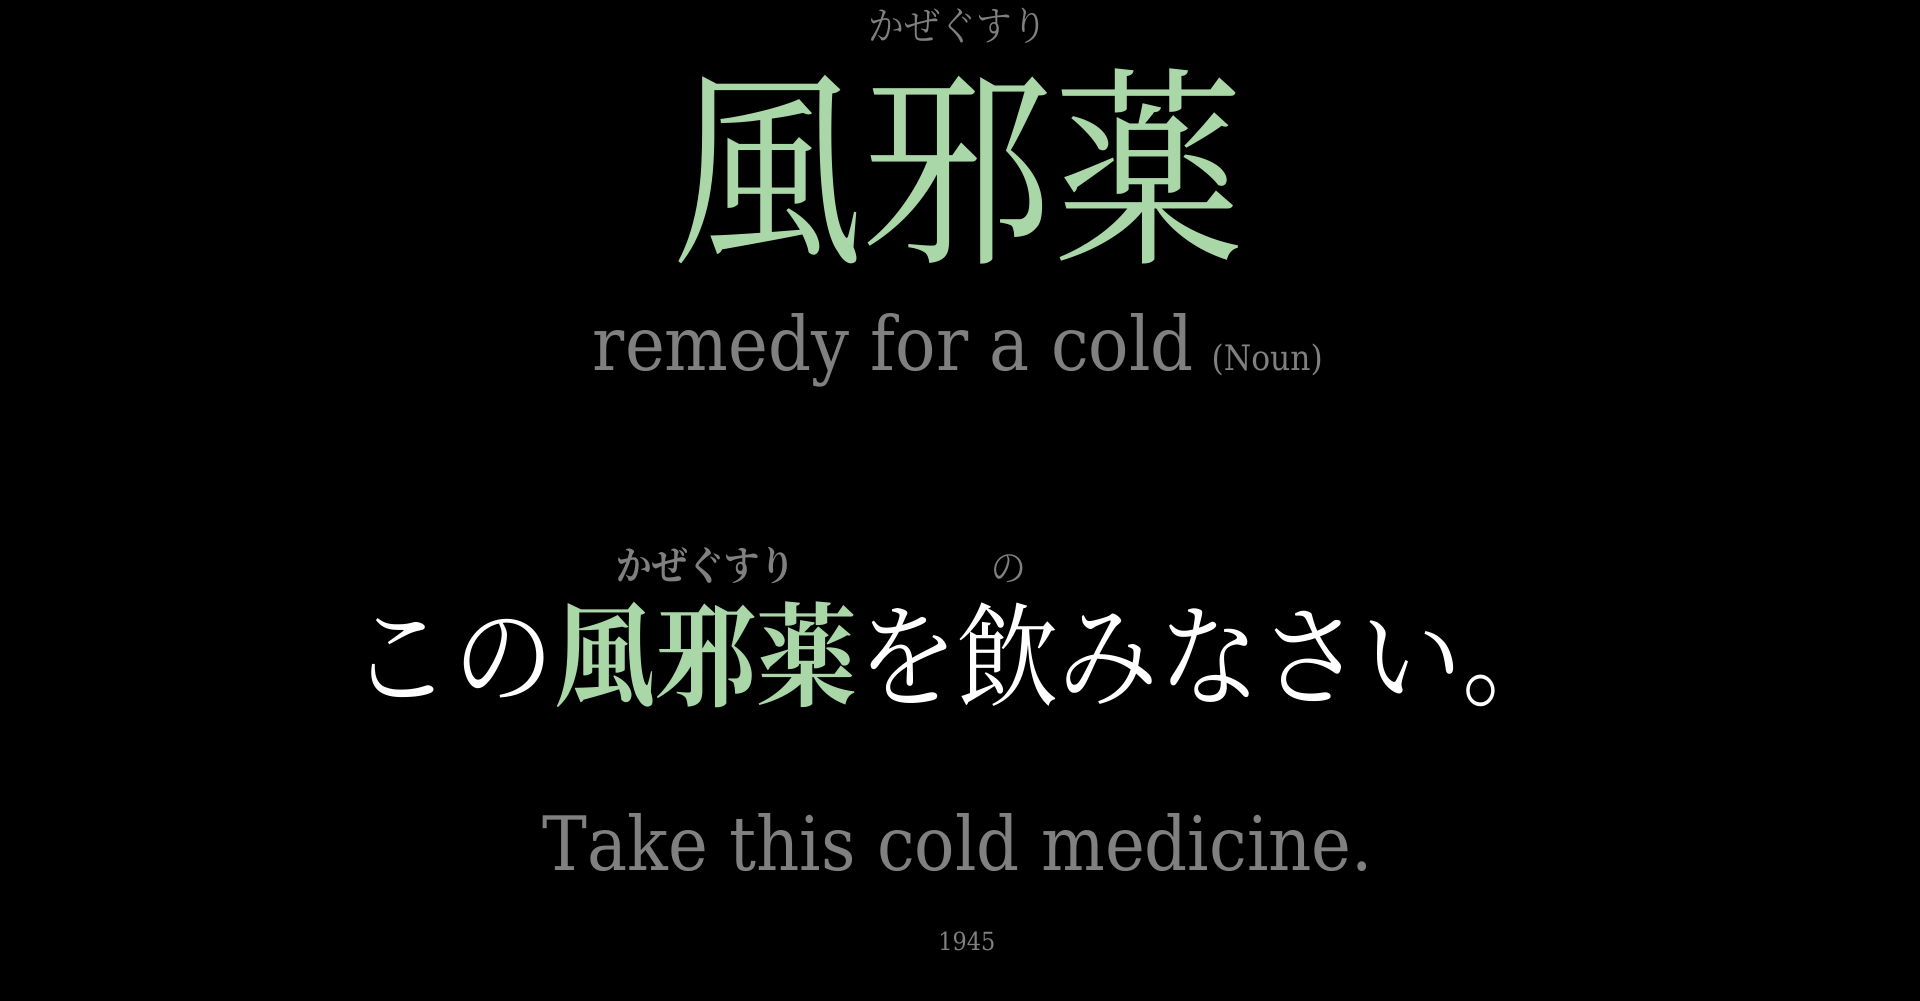 かぜぐすり
風邪薬
remedy for a cold (Noun)
かぜぐすり の
この風邪薬を飲みなさい。
Take this cold medicine.
1945